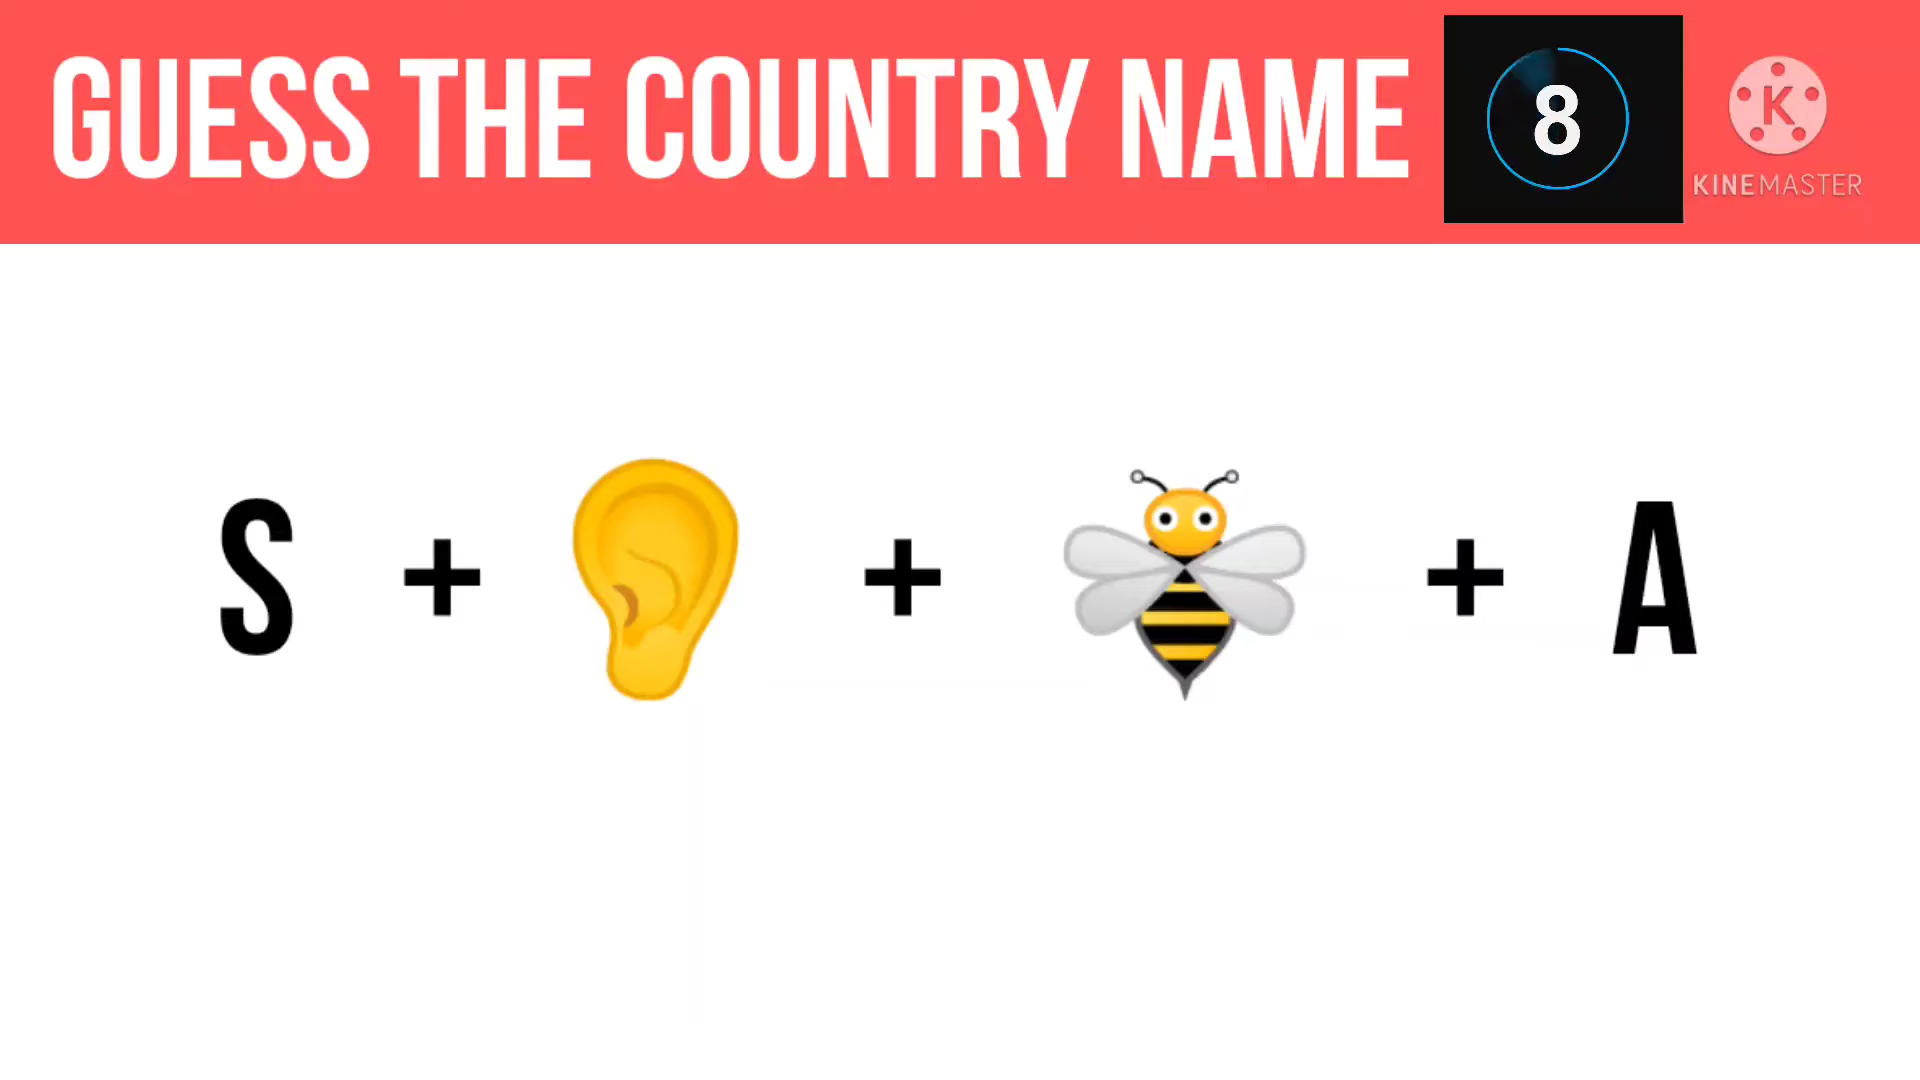 GUESS THE COUNTRY NAME
8
K
KINEMASTER
S + + + A